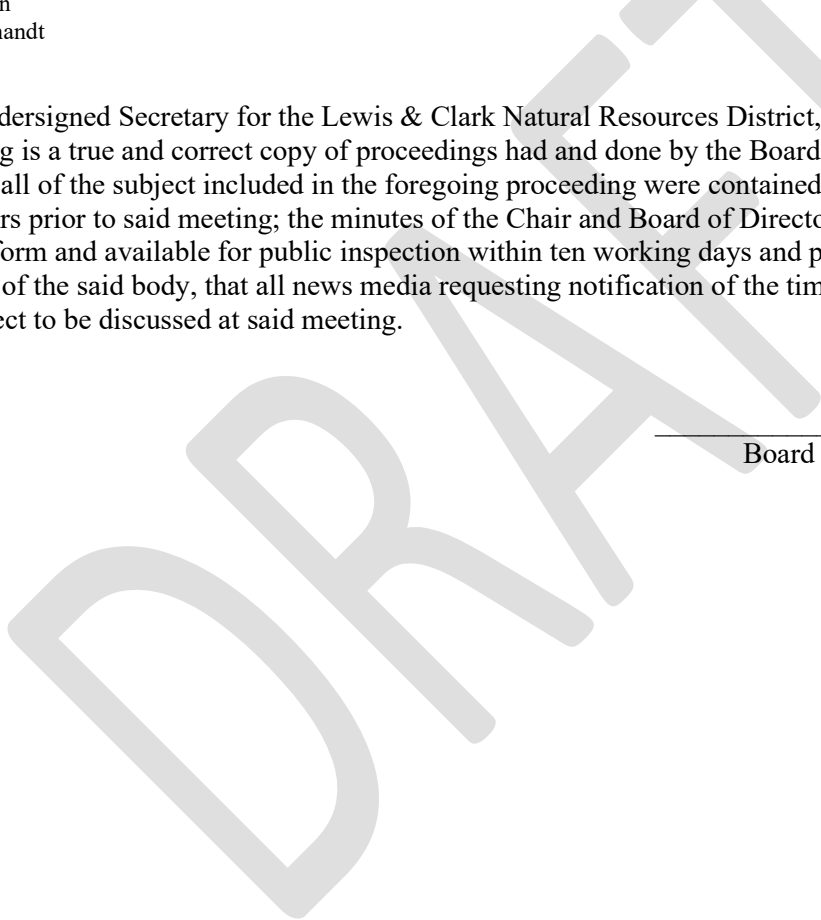 n
nandt
dersigned Secretary for the Lewis & Clark Natural Resources District,
g is a true and correct copy of proceedings had and done by the Board
all of the subject included in the foregoing proceeding were contained
rs prior to said meeting; the minutes of the Chair and Board of Directo
form and available for public inspection within ten working days and p
of the said body, that all news media requesting notification of the tim
ect to be discussed at said meeting.
Board
DRAFT